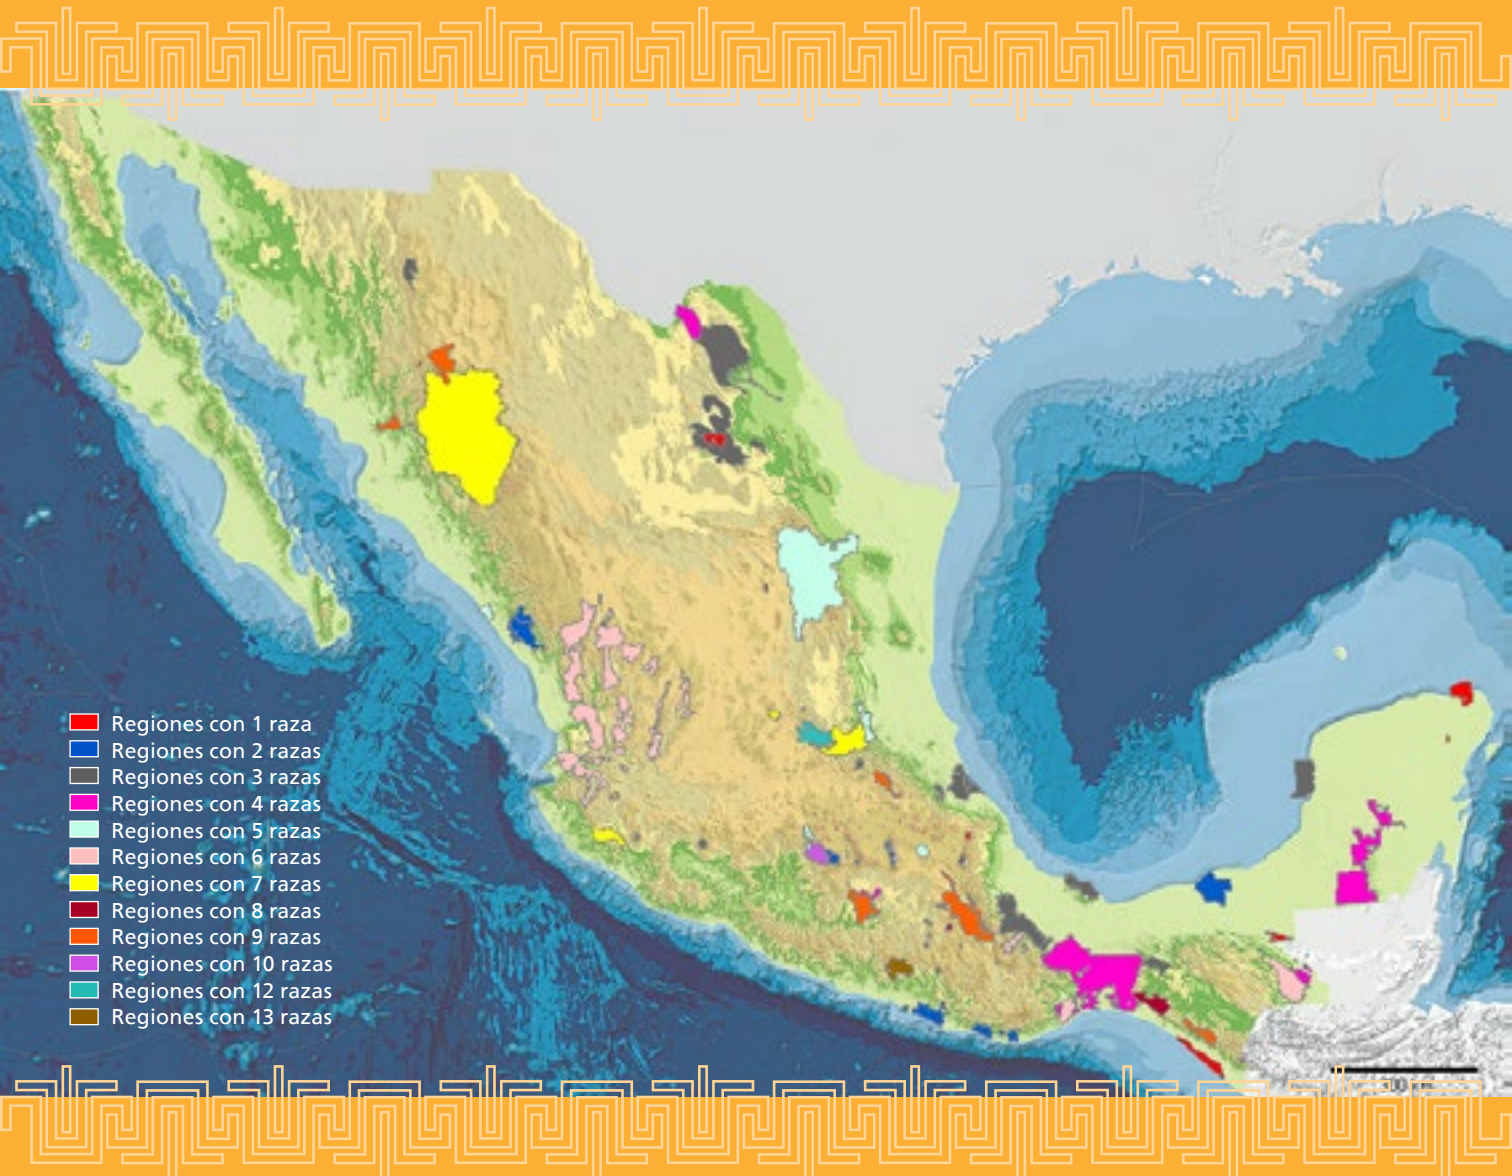 Regiones con 1 raza
Regiones con 2 razas
Regiones con 3 razas
Regiones con 4 razas
Regiones con 5 razas
Regiones con 6 razas
Regiones con 7 razas
Regiones con 8 razas
Regiones con 9 razas
Regiones con 10 razas
Regiones con 12 razas
Regiones con 13 razas